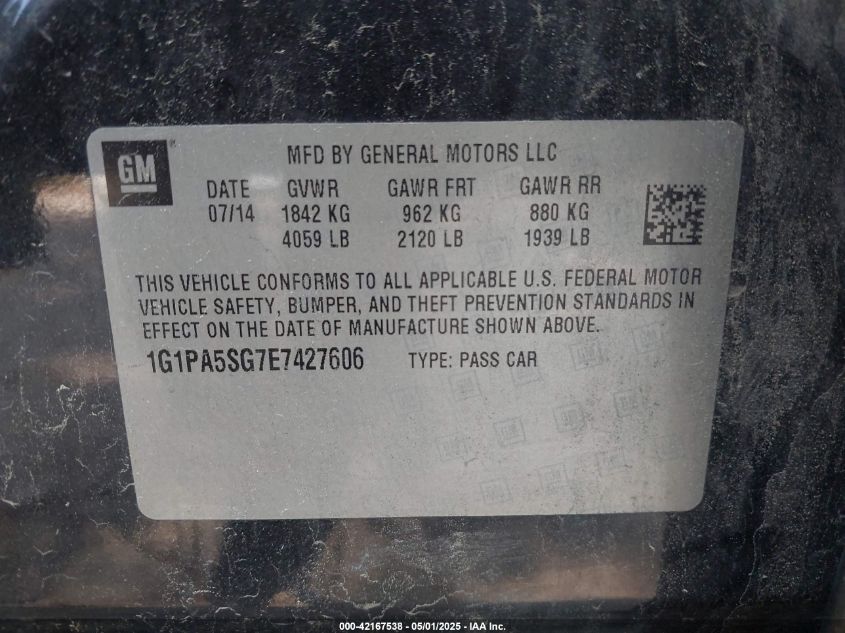 GM
MFD BY GENERAL MOTORS LLC
DATE GVWR GAWR FRT GAWR RR
07/14 1842 KG 962 KG 880 KG
4059 LB 2120 LB 1939 LB
THIS VEHICLE CONFORMS TO ALL APPLICABLE U.S. FEDERAL MOTOR
VEHICLE SAFETY, BUMPER, AND THEFT PREVENTION STANDARDS IN
EFFECT ON THE DATE OF MANUFACTURE SHOWN ABOVE.
1G1PA5SG7E7427606 TYPE: PASS CAR
000-42167538 - 05/01/2025 - IAA Inc.